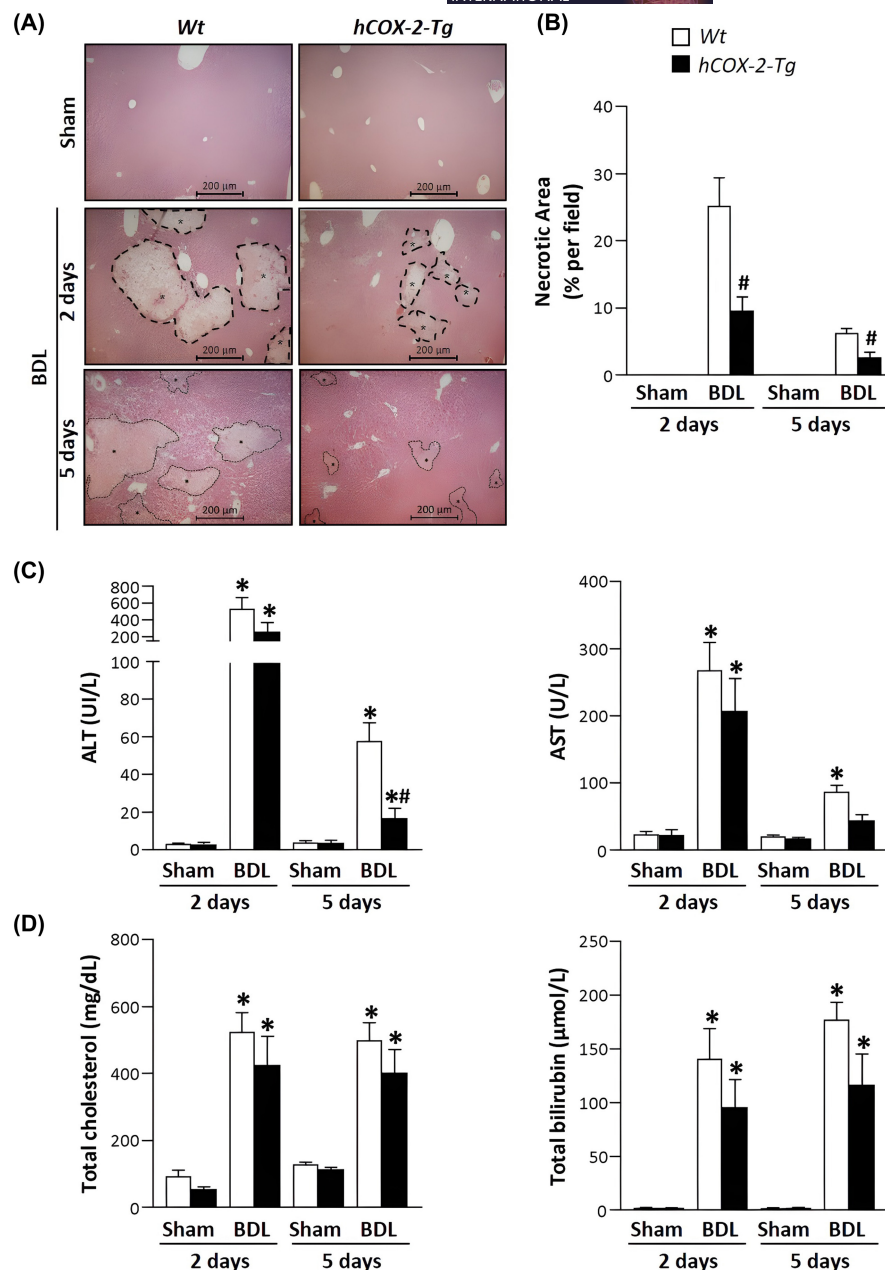 (A)
Wt
hCOX-2-Tg
Sham
200 µm
200 µm
BDL
2 days
200 µm
200 µm
5 days
200 µm
200 µm
(B)
Wt
hCOX-2-Tg
Necrotic Area
(% per field)
40
30
20
10
0
#
#
Sham BDL Sham BDL
2 days 5 days
(C)
ALT (UI/L)
800
600
400
200
100
80
60
40
20
0
* * * *#
Sham BDL Sham BDL
2 days 5 days
AST (U/L)
400
300
200
100
0
* * *
Sham BDL Sham BDL
2 days 5 days
(D)
Total cholesterol (mg/dL)
800
600
400
200
0
* * * *
Sham BDL Sham BDL
2 days 5 days
Total bilirubin (µmol/L)
250
200
150
100
50
0
* * * *
Sham BDL Sham BDL
2 days 5 days